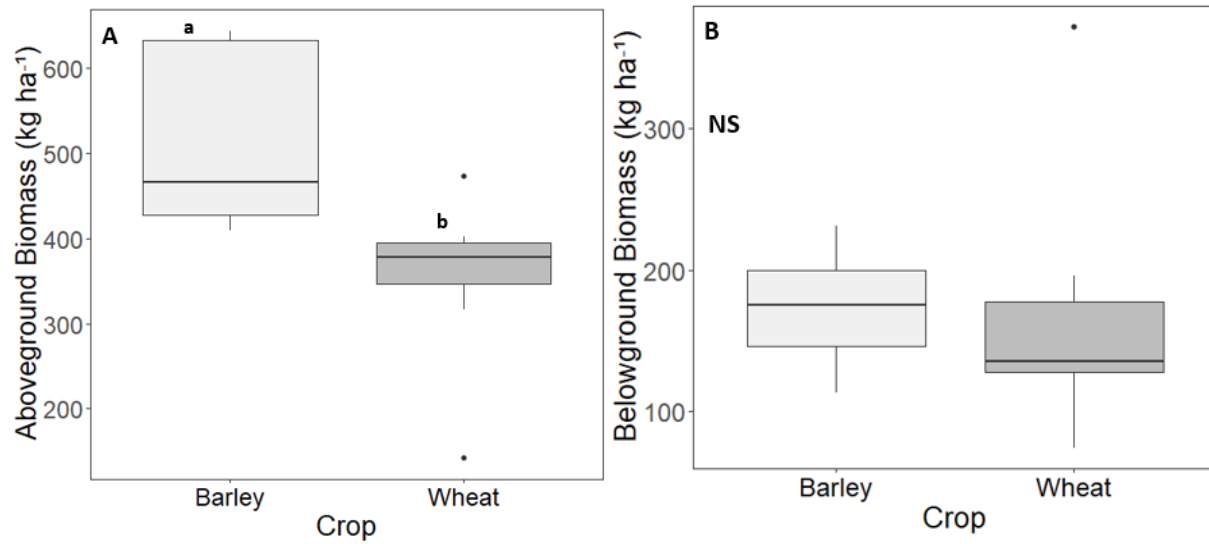 A
a
b
Aboveground Biomass (kg ha⁻¹)
600
500
400
300
200
Barley
Wheat
Crop
B
NS
Belowground Biomass (kg ha⁻¹)
300
200
100
Barley
Wheat
Crop